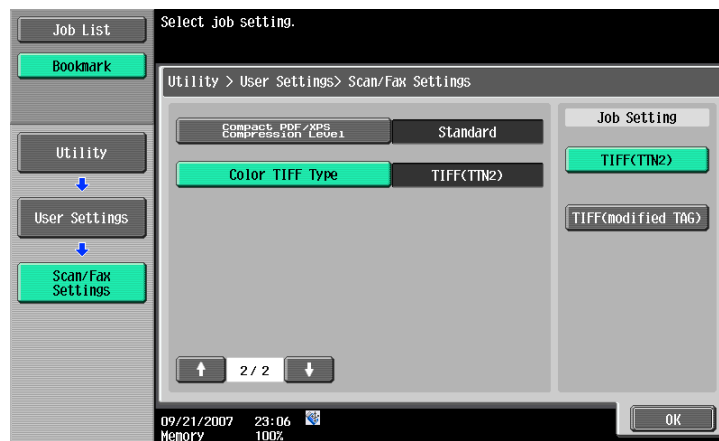 Job List
Select job setting.
Bookmark
Utility > User Settings> Scan/Fax Settings
Compact PDF/XPS
Compression Level
Standard
Job Setting
Utility
Color TIFF Type
TIFF(TTN2)
TIFF(TTN2)
User Settings
TIFF(modified TAG)
Scan/Fax
Settings
2/ 2
09/21/2007 23:06
Memory 100%
OK